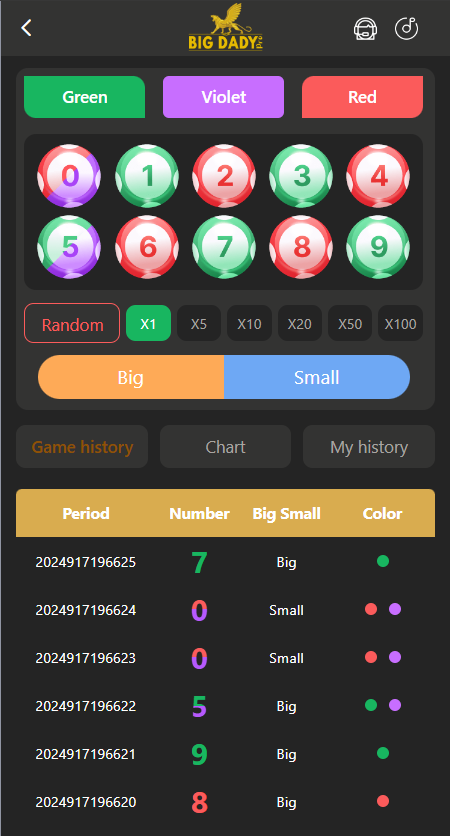 BIG DADY
Green Violet Red
0 1 2 3 4
5 6 7 8 9
Random X1 X5 X10 X20 X50 X100
Big Small
Game history Chart My history
Period Number Big Small Color
2024917196625 7 Big
2024917196624 0 Small
2024917196623 0 Small
2024917196622 5 Big
2024917196621 9 Big
2024917196620 8 Big